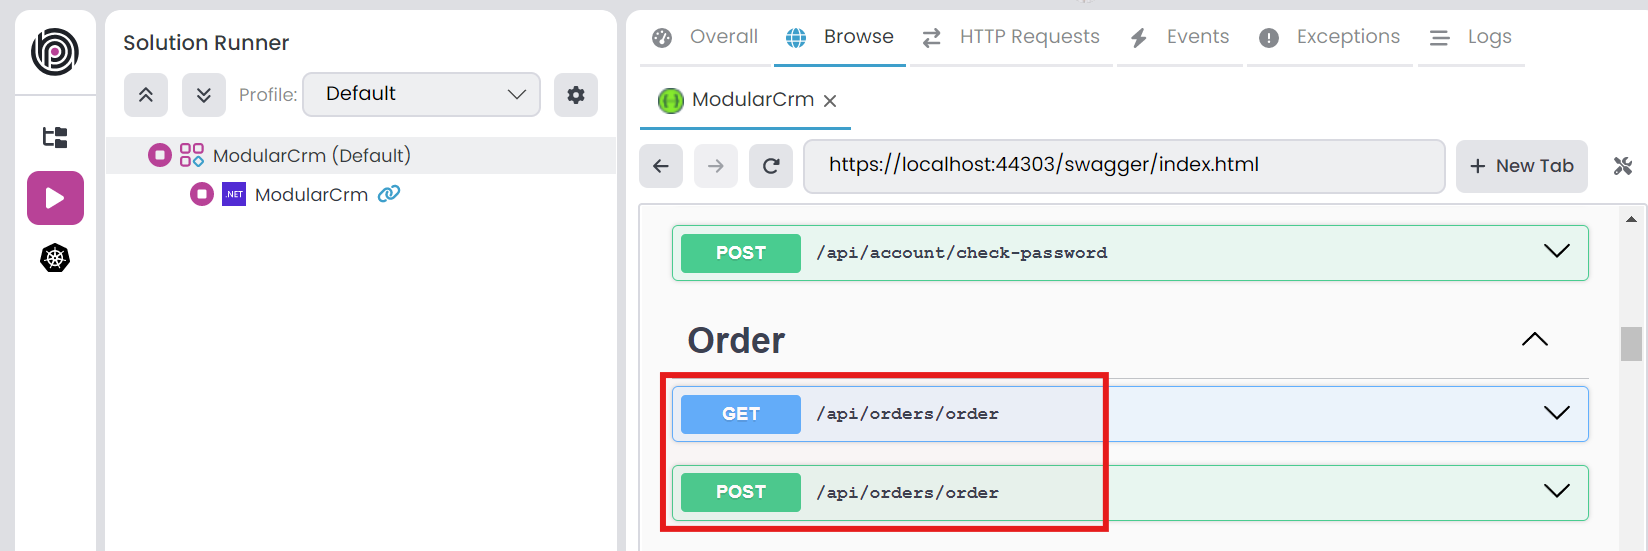 Solution Runner
Profile: Default
ModularCrm (Default)
.NET ModularCrm
Overall Browse HTTP Requests Events Exceptions Logs
ModularCrm
https://localhost:44303/swagger/index.html
New Tab
POST /api/account/check-password
Order
GET /api/orders/order
POST /api/orders/order